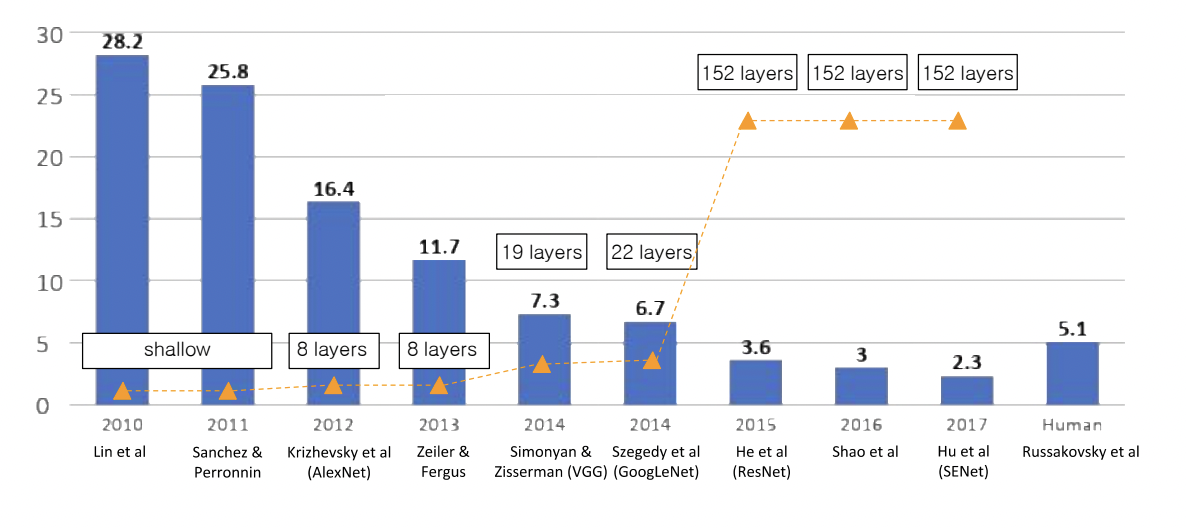 30
28.2
25.8
152 layers
152 layers
152 layers
25
20
16.4
15
11.7
19 layers
22 layers
10
7.3
6.7
5
shallow
8 layers
8 layers
3.6
3
2.3
5.1
0
2010
2011
2012
2013
2014
2014
2015
2016
2017
Human
Lin et al
Sanchez &
Perronnin
Krizhevsky et al
(AlexNet)
Zeiler &
Fergus
Simonyan &
Zisserman (VGG)
Szegedy et al
(GoogLeNet)
He et al
(ResNet)
Shao et al
Hu et al
(SENet)
Russakovsky et al